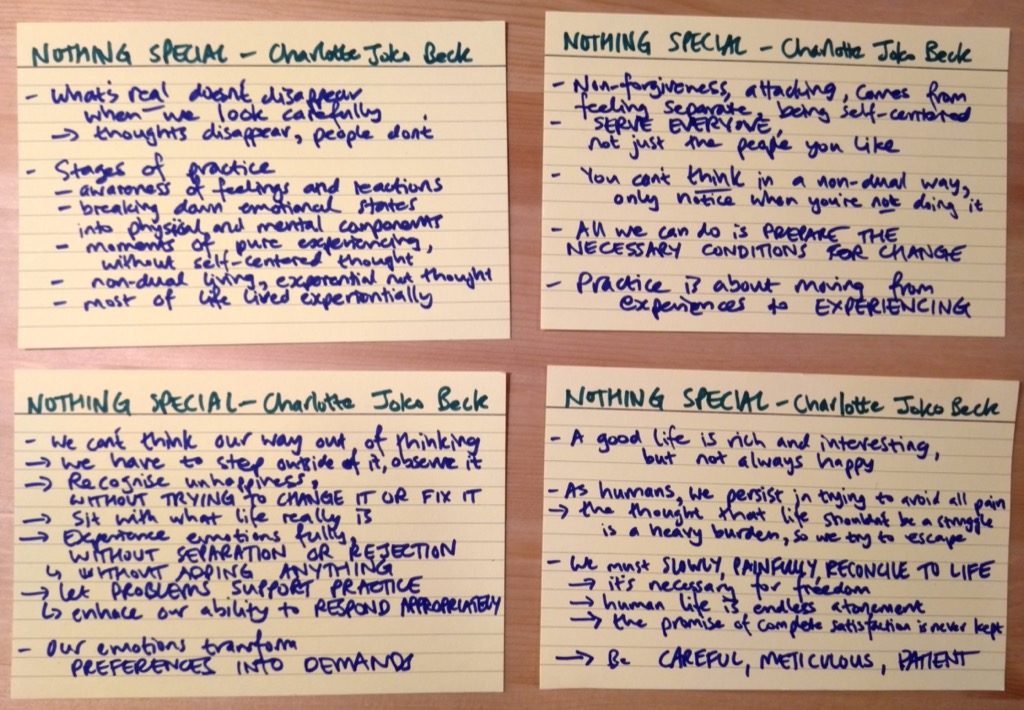 NOTHING SPECIAL - Charlotte Joko Beck
- What's real doesn't disappear
when we look carefully
→ thoughts disappear, people don't
- Stages of practice
- awareness of feelings and reactions
- breaking down emotional states
into physical and mental components
- moments of pure experiencing,
without self-centered thought
- non-dual living, experiential not thought
- most of life lived experientially
NOTHING SPECIAL - Charlotte Joko Beck
- Non-forgiveness, attacking, comes from
feeling separate, being self-centered
- SERVE EVERYONE,
not just the people you like
- You can't think in a non-dual way,
only notice when you're not doing it
- All we can do is PREPARE THE
NECESSARY CONDITIONS FOR CHANGE
- Practice is about moving from
experiences to EXPERIENCING
NOTHING SPECIAL - Charlotte Joko Beck
- We can't think our way out of thinking
→ we have to step outside of it, observe it
→ Recognise unhappiness,
WITHOUT TRYING TO CHANGE IT OR FIX IT
→ Sit with what life really is
→ Experience emotions fully,
WITHOUT SEPARATION OR REJECTION
↳ WITHOUT ADDING ANYTHING
→ Let PROBLEMS SUPPORT PRACTICE
↳ enhace our ability to RESPOND APPROPRIATELY
- Our emotions transform
PREFERENCES INTO DEMANDS
NOTHING SPECIAL - Charlotte Joko Beck
- A good life is rich and interesting,
but not always happy
- As humans, we persist in trying to avoid all pain
→ the thought that life shouldn't be a struggle
is a heavy burden, so we try to escape
- We must SLOWLY, PAINFULLY, RECONCILE TO LIFE
→ it's necessary for freedom
→ human life is endless atonement
→ the promise of complete satisfaction is never kept
→ Be CAREFUL, METICULOUS, PATIENT